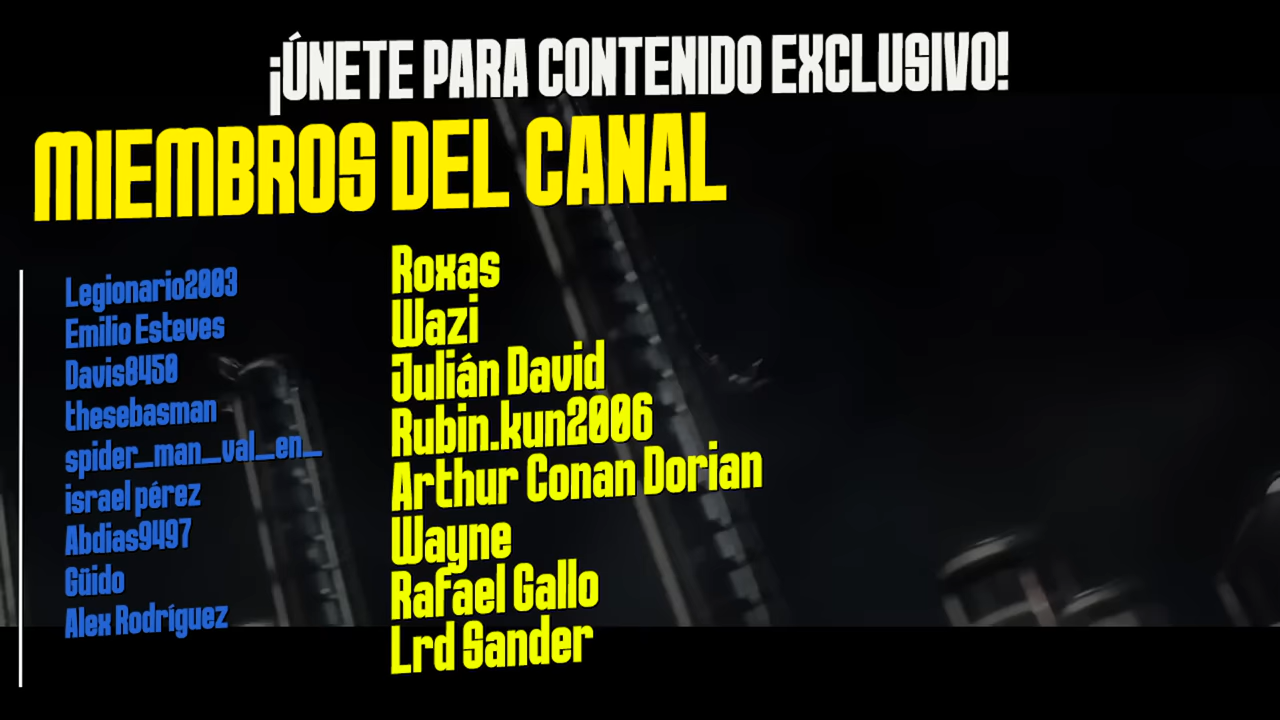 ¡ÚNETE PARA CONTENIDO EXCLUSIVO!
MIEMBROS DEL CANAL
Legionario2003
Emilio Esteves
Davis8450
thesebasman
spider_man_val_en_
israel pérez
Abdias9497
Güido
Alex Rodríguez
Roxas
Wazi
Julián David
Rubin.kun2006
Arthur Conan Dorian
Wayne
Rafael Gallo
Lrd Sander